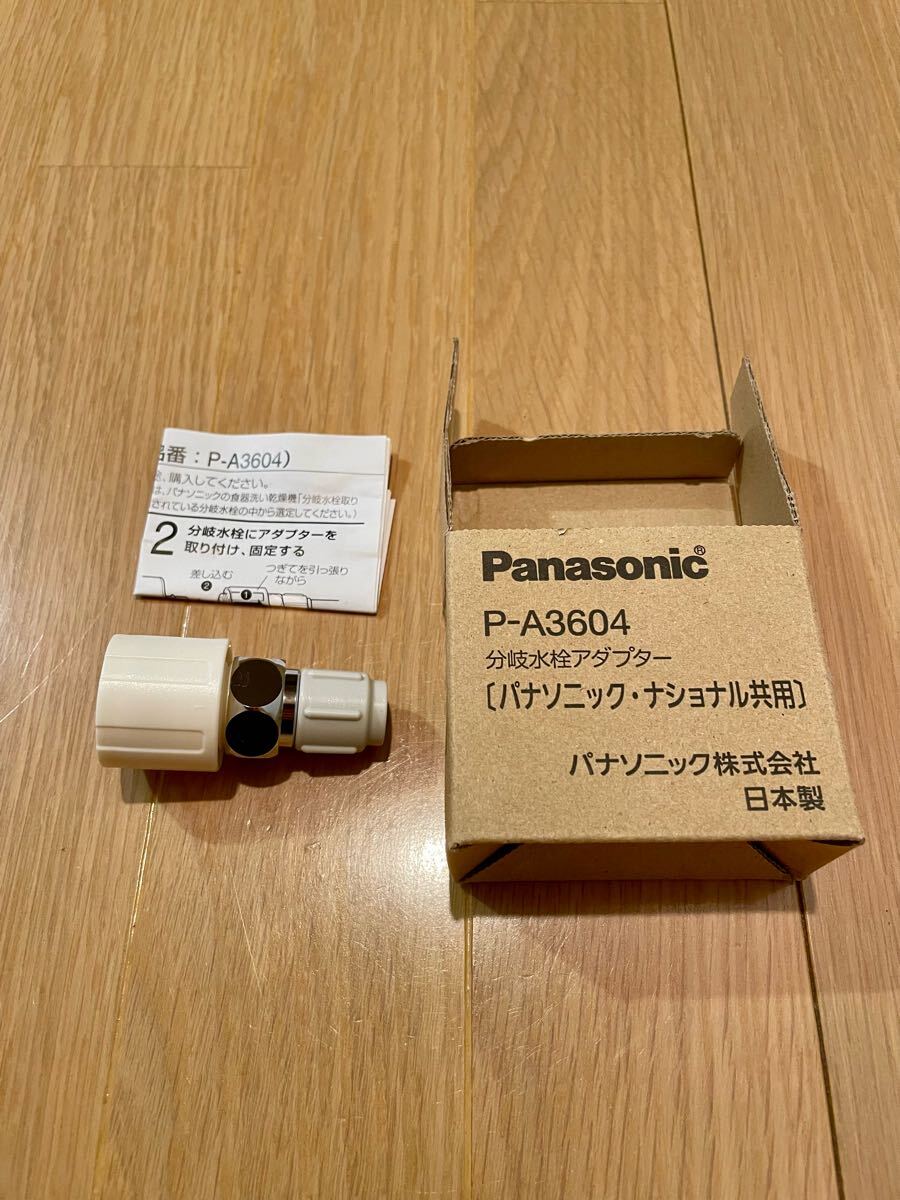 品番：P-A3604)
購入してください。
は、パナソニックの食器洗い乾燥機「分岐水栓取り
されている分岐水栓の中から選定してください。)
2 分岐水栓にアダプターを
取り付け、固定する
差し込む
つぎてを引っ張り
ながら
❷
❶
Panasonic®
P-A3604
分岐水栓アダプター
〔パナソニック・ナショナル共用〕
パナソニック株式会社
日本製